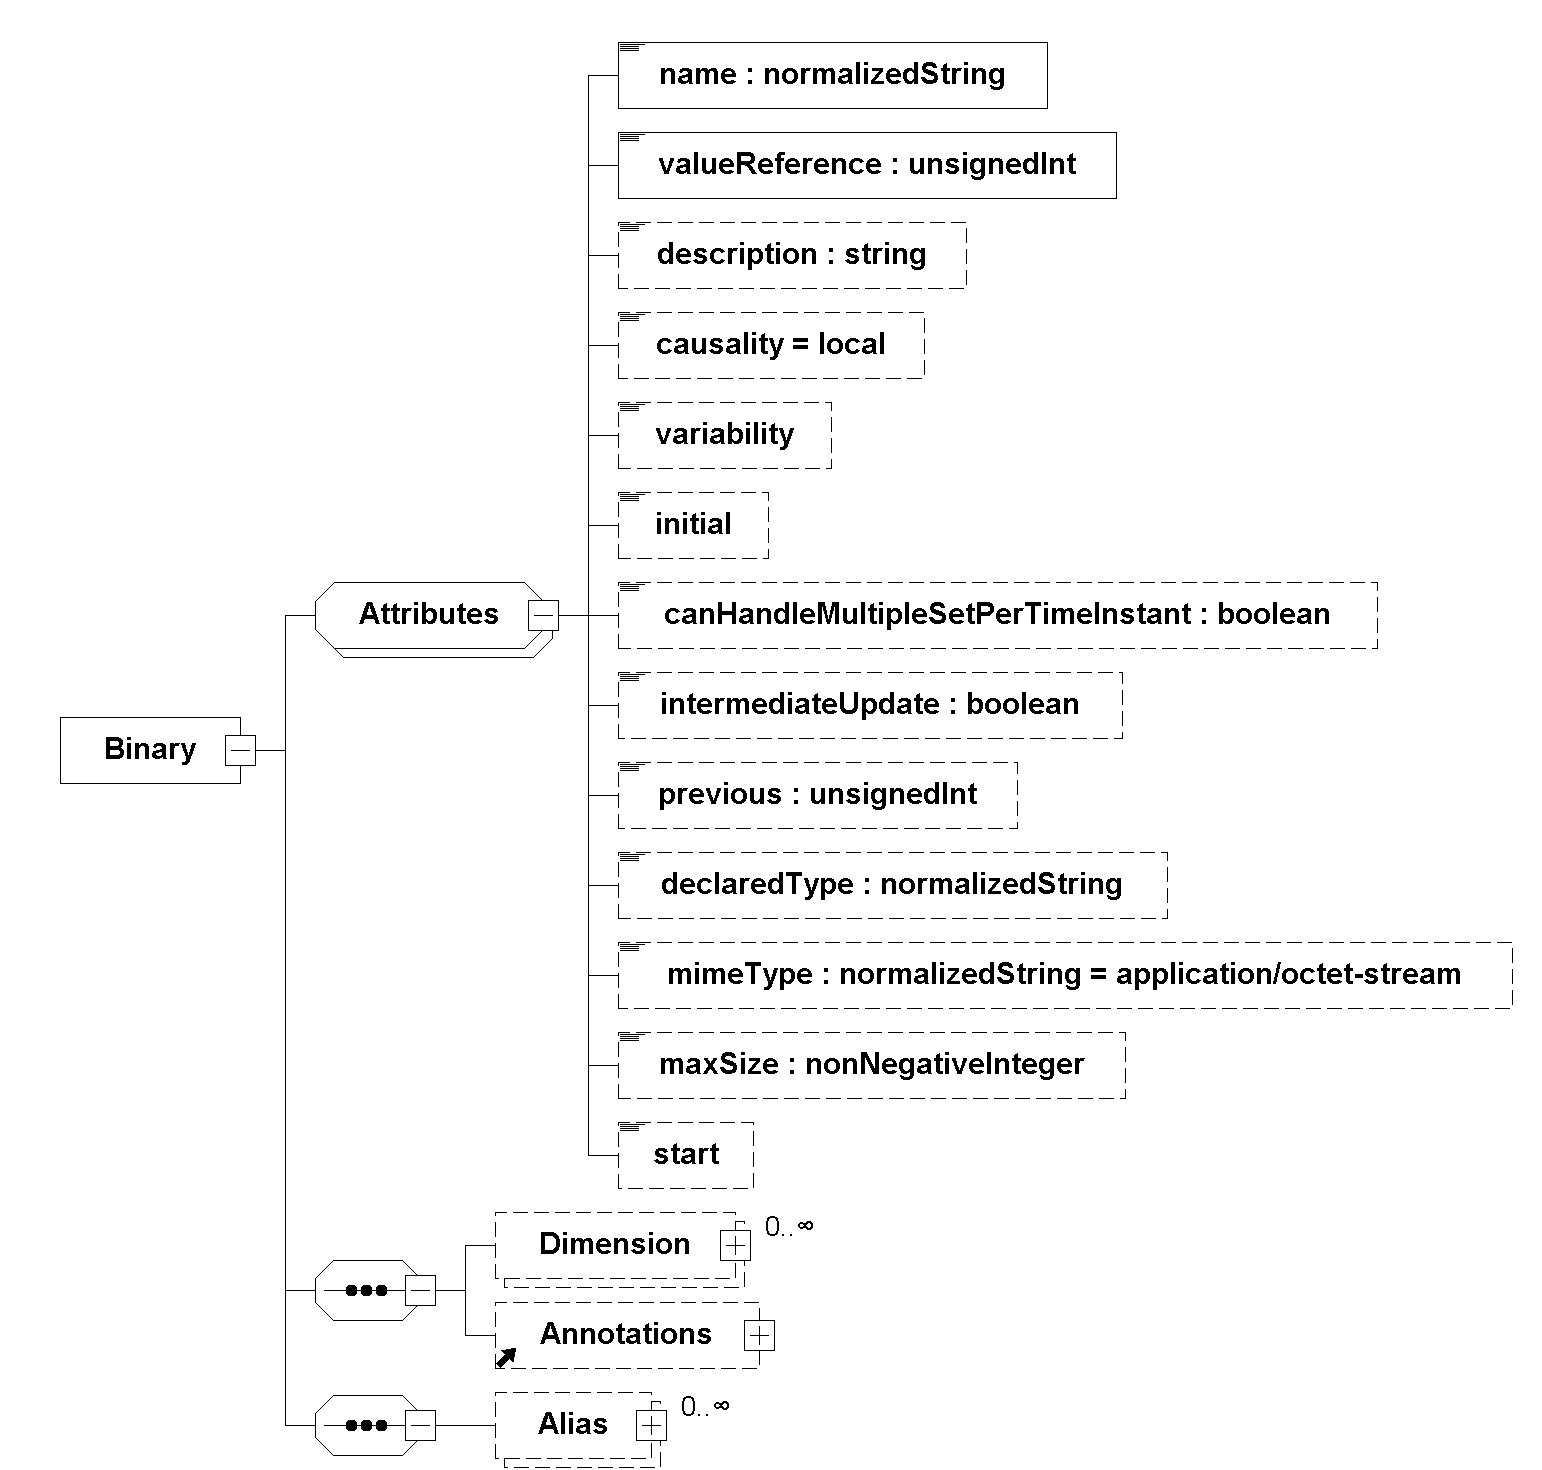 name : normalizedString
valueReference : unsignedInt
description : string
causality = local
variability
initial
Attributes
canHandleMultipleSetPerTimeInstant : boolean
intermediateUpdate : boolean
Binary
previous : unsignedInt
declaredType : normalizedString
mimeType : normalizedString = application/octet-stream
maxSize : nonNegativeInteger
start
Dimension
0..∞
Annotations
Alias
0..∞